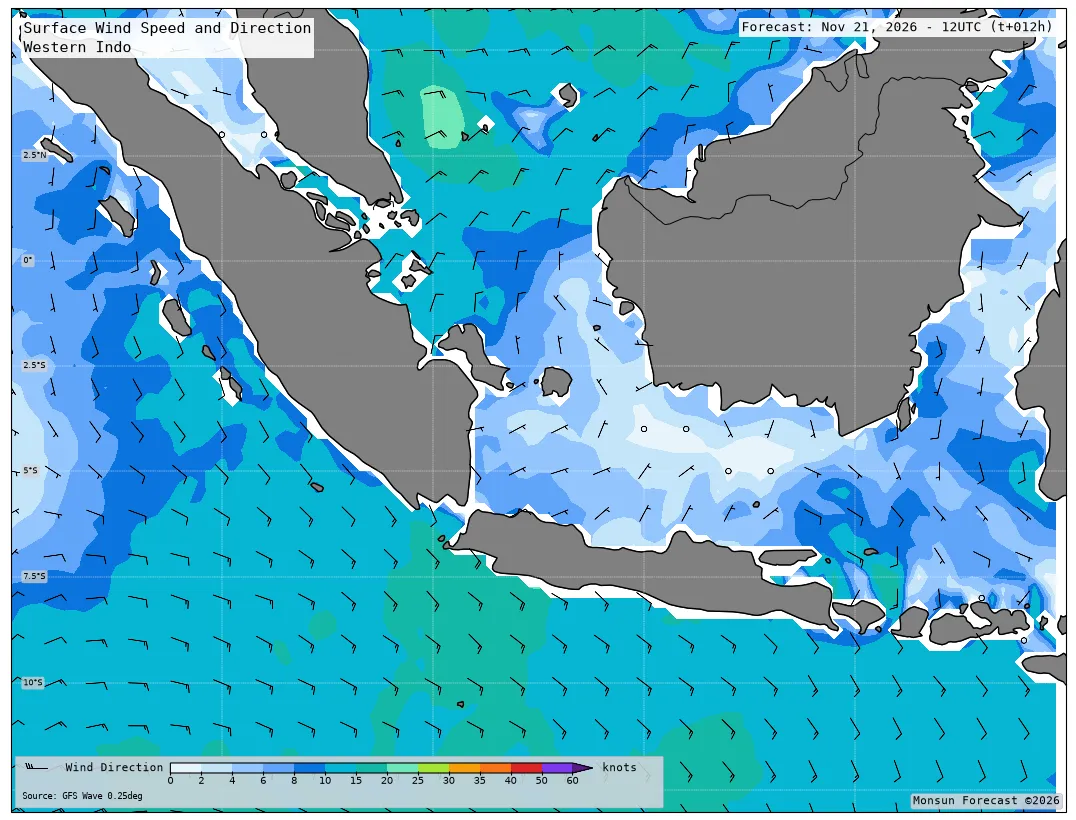 Surface Wind Speed and Direction
Western Indo
Forecast: Nov 21, 2026 - 12UTC (t+012h)
2.5°N
0°
2.5°S
5°S
7.5°S
10°S
Wind Direction
0 2 4 6 8 10 15 20 25 30 35 40 50 60
knots
Source: GFS Wave 0.25deg
Monsun Forecast ©2026